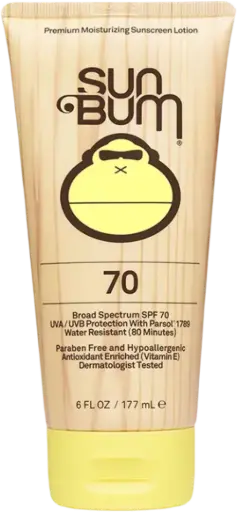 Premium Moisturizing Sunscreen Lotion
SUN
BUM®
70
Broad Spectrum SPF 70
UVA / UVB Protection With Parsol® 1789
Water Resistant (80 Minutes)
Paraben Free and Hypoallergenic
Antioxidant Enriched (Vitamin E)
Dermatologist Tested
6 FL OZ / 177 mL e